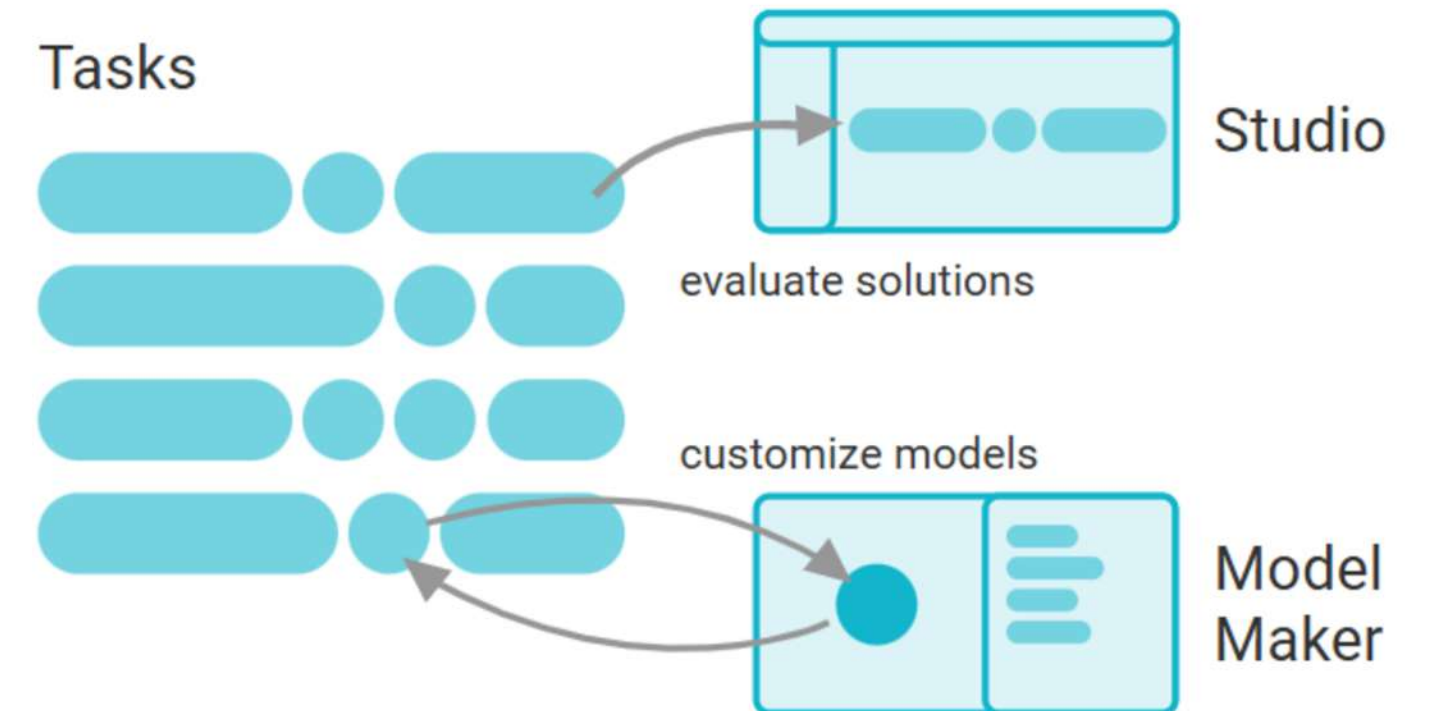 Tasks
Studio
evaluate solutions
customize models
Model
Maker